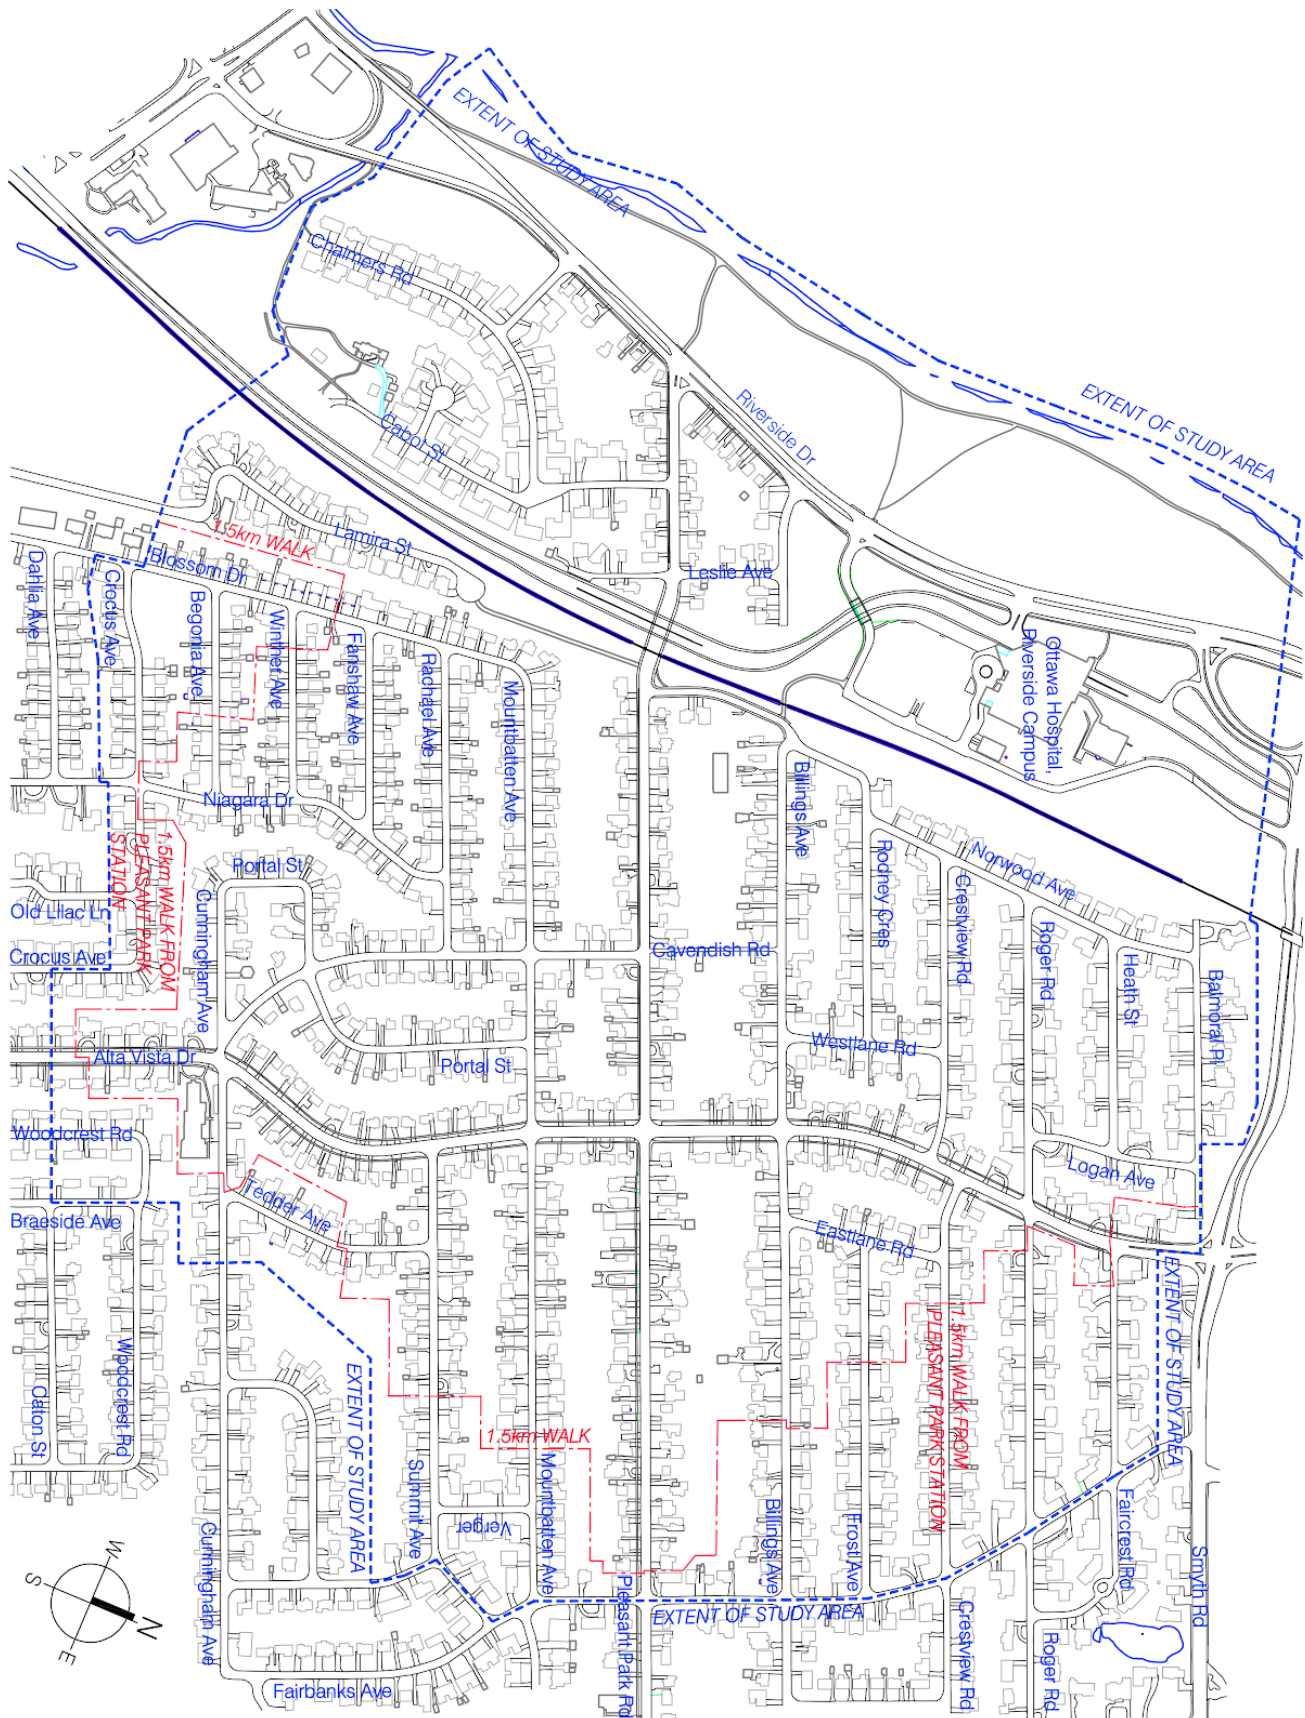 EXTENT OF STUDY AREA
Chalmers Rd
Cabot St
Riverside Dr
EXTENT OF STUDY AREA
1.5km WALK
Lamira St
Blossom Dr
Leslie Ave
Dahlia Ave
Crocus Ave
Begonia Ave
Winther Ave
Fanshaw Ave
Rachael Ave
Mountbatten Ave
Ottawa Hospital,
Riverside Campus
Niagara Dr
Billings Ave
Rodney Cres
Norwood Ave
1.5km WALK FROM
PLEASANT PARK
STATION
Portal St
Old Lilac Ln
Crocus Ave
Cunningham Ave
Cavendish Rd
Crestview Rd
Roger Rd
Heath St
Balmoral Pl
Alta Vista Dr
Portal St
Westlane Rd
Woodcrest Rd
Logan Ave
Tedder Ave
Braeside Ave
Eastlane Rd
EXTENT OF STUDY AREA
1.5km WALK FROM
PLEASANT PARK STATION
Woodcrest Rd
Caton St
EXTENT OF STUDY AREA
1.5km WALK
Summit Ave
Mountbatten Ave
Verger
Billings Ave
Frost Ave
Faircrest Rd
Smyth Rd
Cunningham Ave
Pleasant Park Rd
EXTENT OF STUDY AREA
Crestview Rd
Roger Rd
Fairbanks Ave
W
S
N
E